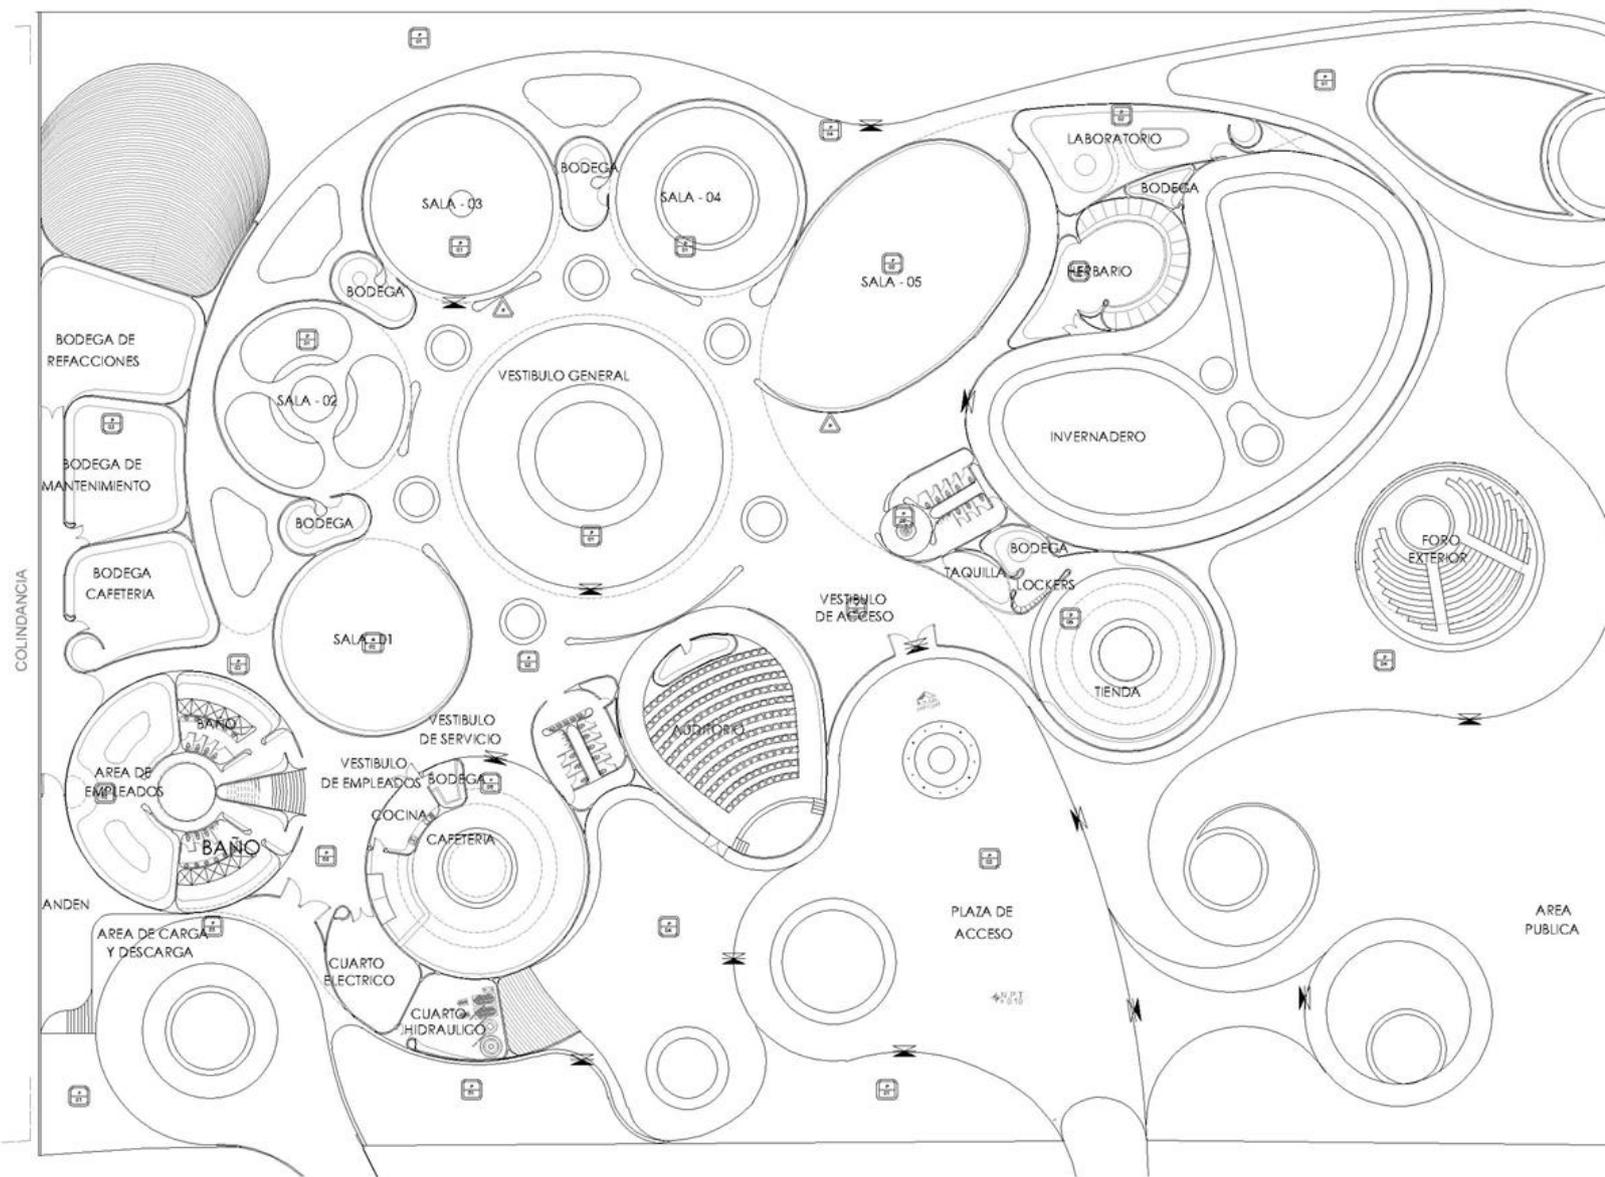 LABORATORIO
BODEGA
BODEGA
SALA - 03
SALA - 04
HERBARIO
SALA - 05
BODEGA
BODEGA DE
REFACCIONES
VESTIBULO GENERAL
SALA - 02
INVERNADERO
BODEGA DE
MANTENIMIENTO
BODEGA
FORO
EXTERIOR
BODEGA
TAQUILLA
LOCKERS
BODEGA
CAFETERIA
VESTIBULO
DE ACCESO
COLINDANCIA
SALA - 01
TIENDA
BAÑO
VESTIBULO
DE SERVICIO
AUDITORIO
VESTIBULO
DE EMPLEADOS
BODEGA
AREA DE
EMPLEADOS
COCINA
CAFETERIA
BAÑO
ANDEN
AREA DE CARGA
Y DESCARGA
PLAZA DE
ACCESO
AREA
PUBLICA
CUARTO
ELECTRICO
N.P.T.
CUARTO
HIDRAULIGO